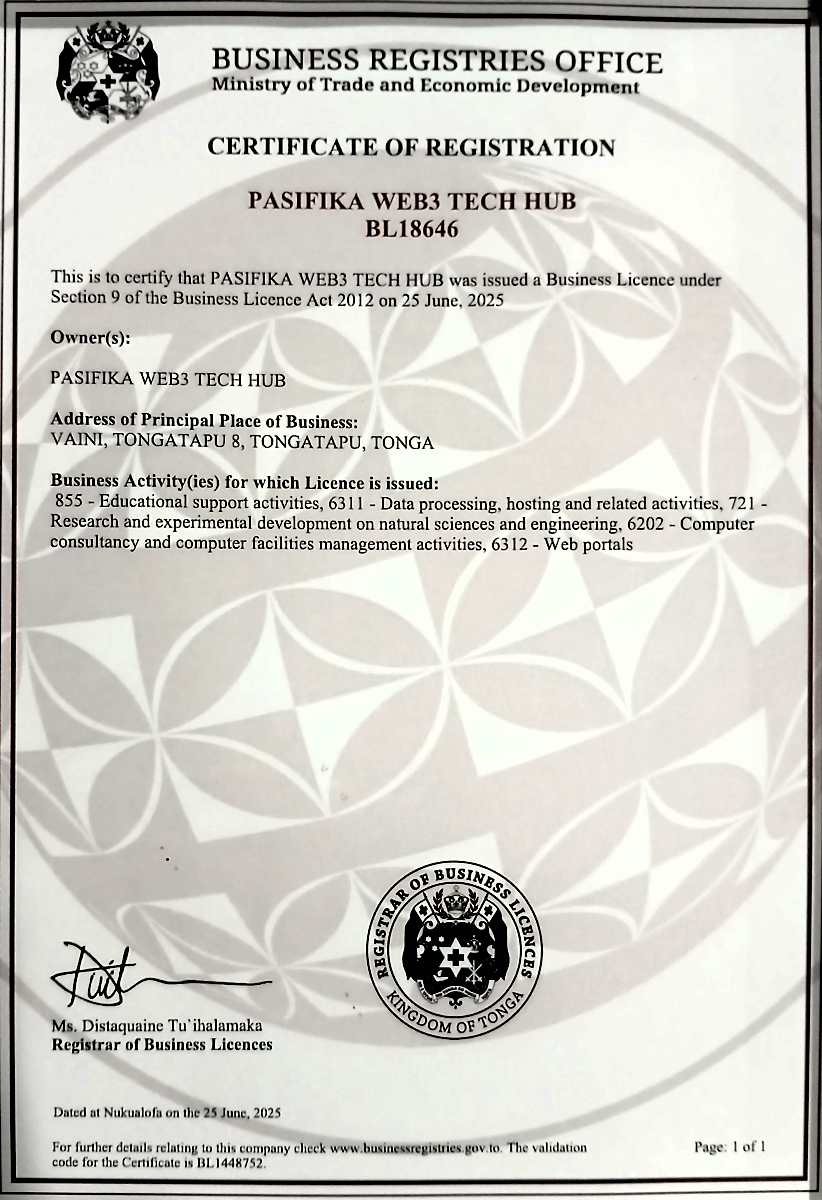 BUSINESS REGISTRIES OFFICE
Ministry of Trade and Economic Development
CERTIFICATE OF REGISTRATION
PASIFIKA WEB3 TECH HUB
BL18646
This is to certify that PASIFIKA WEB3 TECH HUB was issued a Business Licence under
Section 9 of the Business Licence Act 2012 on 25 June, 2025
Owner(s):
PASIFIKA WEB3 TECH HUB
Address of Principal Place of Business:
VAINI, TONGATAPU 8, TONGATAPU, TONGA
Business Activity(ies) for which Licence is issued:
855 - Educational support activities, 6311 - Data processing, hosting and related activities, 721 -
Research and experimental development on natural sciences and engineering, 6202 - Computer
consultancy and computer facilities management activities, 6312 - Web portals
REGISTRAR OF BUSINESS LICENCES
KINGDOM OF TONGA
Ms. Distaquaine Tu`ihalamaka
Registrar of Business Licences
Dated at Nukualofa on the 25 June, 2025
For further details relating to this company check www.businessregistries.gov.to. The validation
code for the Certificate is BL1448752.
Page: 1 of 1